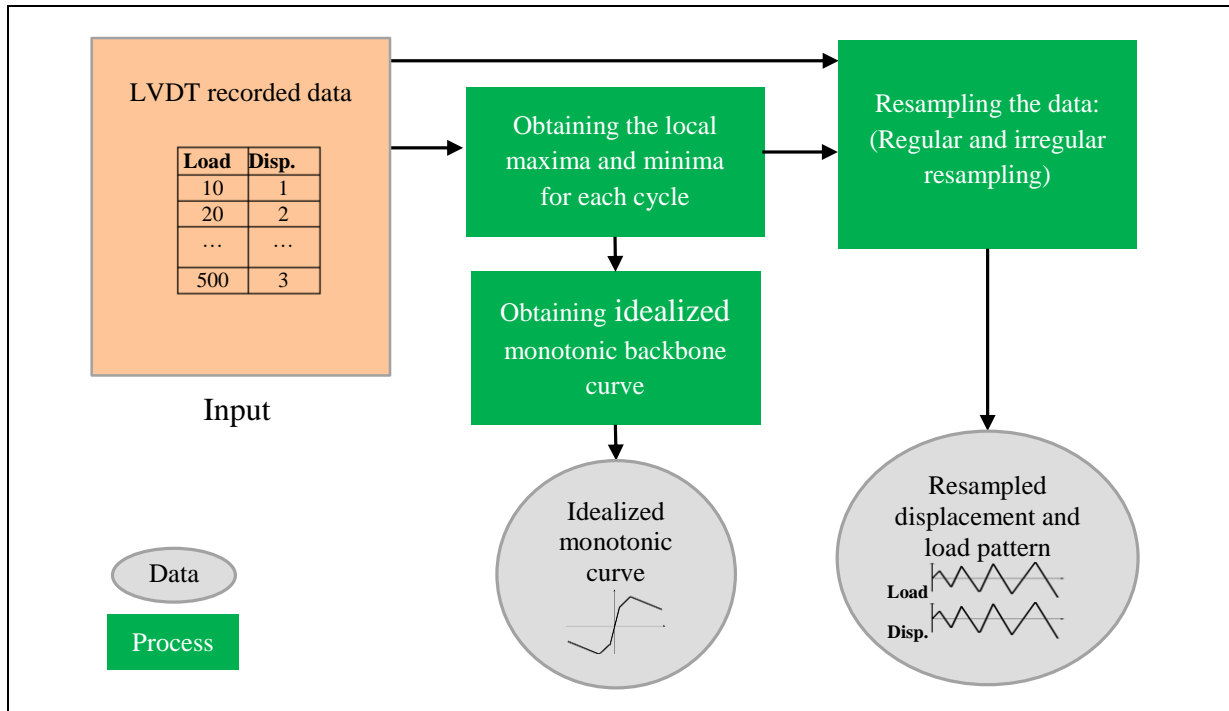 LVDT recorded data
Load Disp.
10 1
20 2
… …
500 3
Input
Obtaining the local
maxima and minima
for each cycle
Resampling the data:
(Regular and irregular
resampling)
Obtaining idealized
monotonic backbone
curve
Idealized
monotonic
curve
Resampled
displacement and
load pattern
Load
Disp.
Data
Process